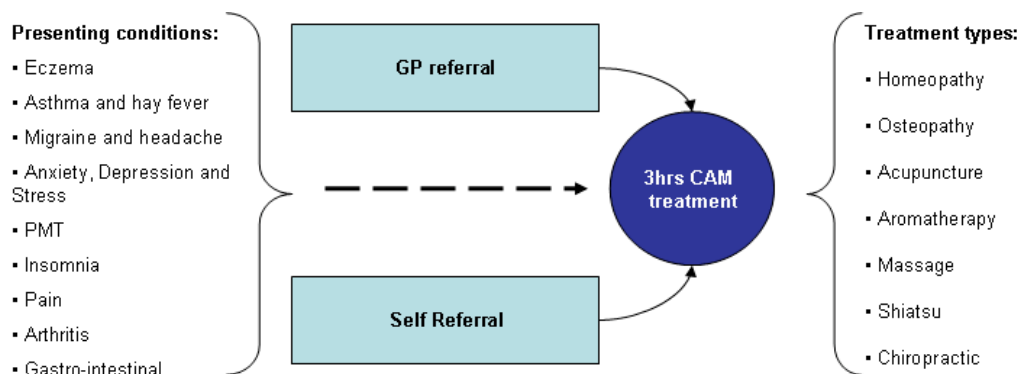 Presenting conditions:
▪ Eczema
▪ Asthma and hay fever
▪ Migraine and headache
▪ Anxiety, Depression and
Stress
▪ PMT
▪ Insomnia
▪ Pain
▪ Arthritis
▪ Gastro-intestinal
GP referral
Self Referral
3hrs CAM
treatment
Treatment types:
▪ Homeopathy
▪ Osteopathy
▪ Acupuncture
▪ Aromatherapy
▪ Massage
▪ Shiatsu
▪ Chiropractic